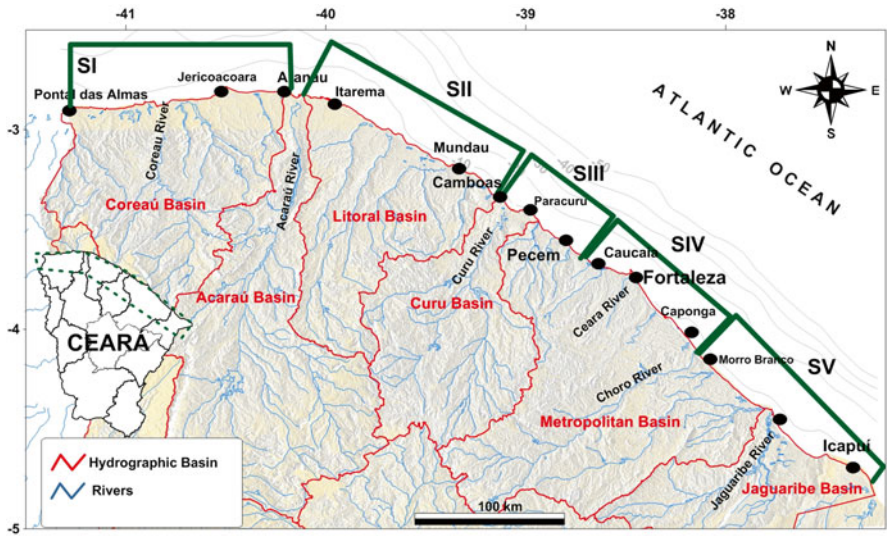 -41
-40
-39
-38
-3
-4
-5
SI
SII
SIII
SIV
SV
N
W
E
S
ATLANTIC OCEAN
Pontal das Almas
Jericoacoara
Itarema
Mundau
Camboas
Paracuru
Pecem
Caucaia
Fortaleza
Caponga
Morro Branco
Icapuí
Coreau River
Acaraú River
Curu River
Ceara River
Choro River
Jaguaribe River
Coreaú Basin
Acaraú Basin
Litoral Basin
Curu Basin
Metropolitan Basin
Jaguaribe Basin
CEARÁ
Hydrographic Basin
Rivers
100 km